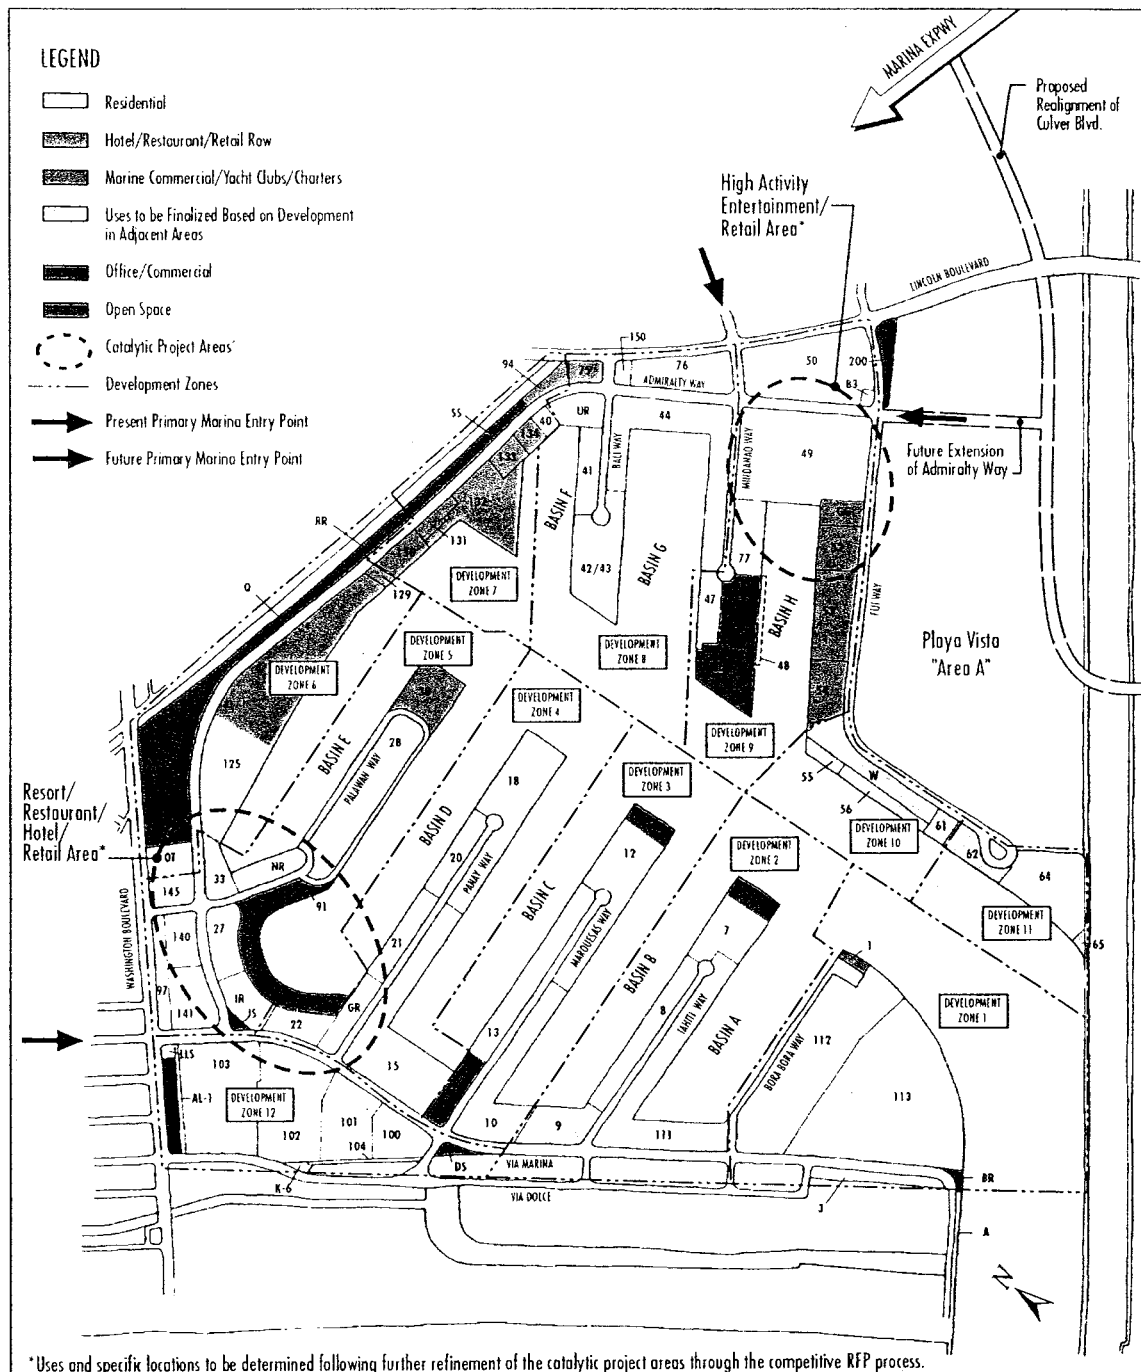 LEGEND
Residential
Hotel/Restaurant/Retail Row
Marine Commercial/Yacht Clubs/Charters
Uses to be Finalized Based on Development
in Adjacent Areas
Office/Commercial
Open Space
Catalytic Project Areas*
Development Zones
Present Primary Marina Entry Point
Future Primary Marina Entry Point
MARINA EXPWY
Proposed
Realignment of
Culver Blvd.
High Activity
Entertainment/
Retail Area*
LINCOLN BOULEVARD
150
94
76
50
200
ADMIRALTY WAY
83
SS
UR
40
44
134
133
41
BALI WAY
MINDANAO WAY
49
Future Extension
of Admiralty Way
BASIN F
RR
131
42/43
BASIN G
77
BASIN H
FIJI WAY
Q
129
DEVELOPMENT
ZONE 7
47
48
Playa Vista
"Area A"
DEVELOPMENT
ZONE 8
DEVELOPMENT
ZONE 5
DEVELOPMENT
ZONE 6
DEVELOPMENT
ZONE 4
DEVELOPMENT
ZONE 9
125
BASIN E
PALAWAN WAY
28
18
DEVELOPMENT
ZONE 3
55
56
W
61
62
64
65
DEVELOPMENT
ZONE 10
DEVELOPMENT
ZONE 11
Resort/
Restaurant/
Hotel/
Retail Area*
OT
145
33
NR
91
BASIN D
20
PANAY WAY
12
DEVELOPMENT
ZONE 2
WASHINGTON BOULEVARD
140
27
21
BASIN C
MARQUESAS WAY
7
1
DEVELOPMENT
ZONE 1
97
141
IR
JS
22
GR
BASIN B
8
TAHITI WAY
BASIN A
BORA BORA WAY
112
113
LLS
103
13
15
AL-1
DEVELOPMENT
ZONE 12
102
101
104
100
10
9
111
DS
VIA MARINA
K-6
VIA DOLCE
J
BR
A
N
*Uses and specific locations to be determined following further refinement of the catalytic project areas through the competitive RFP process.